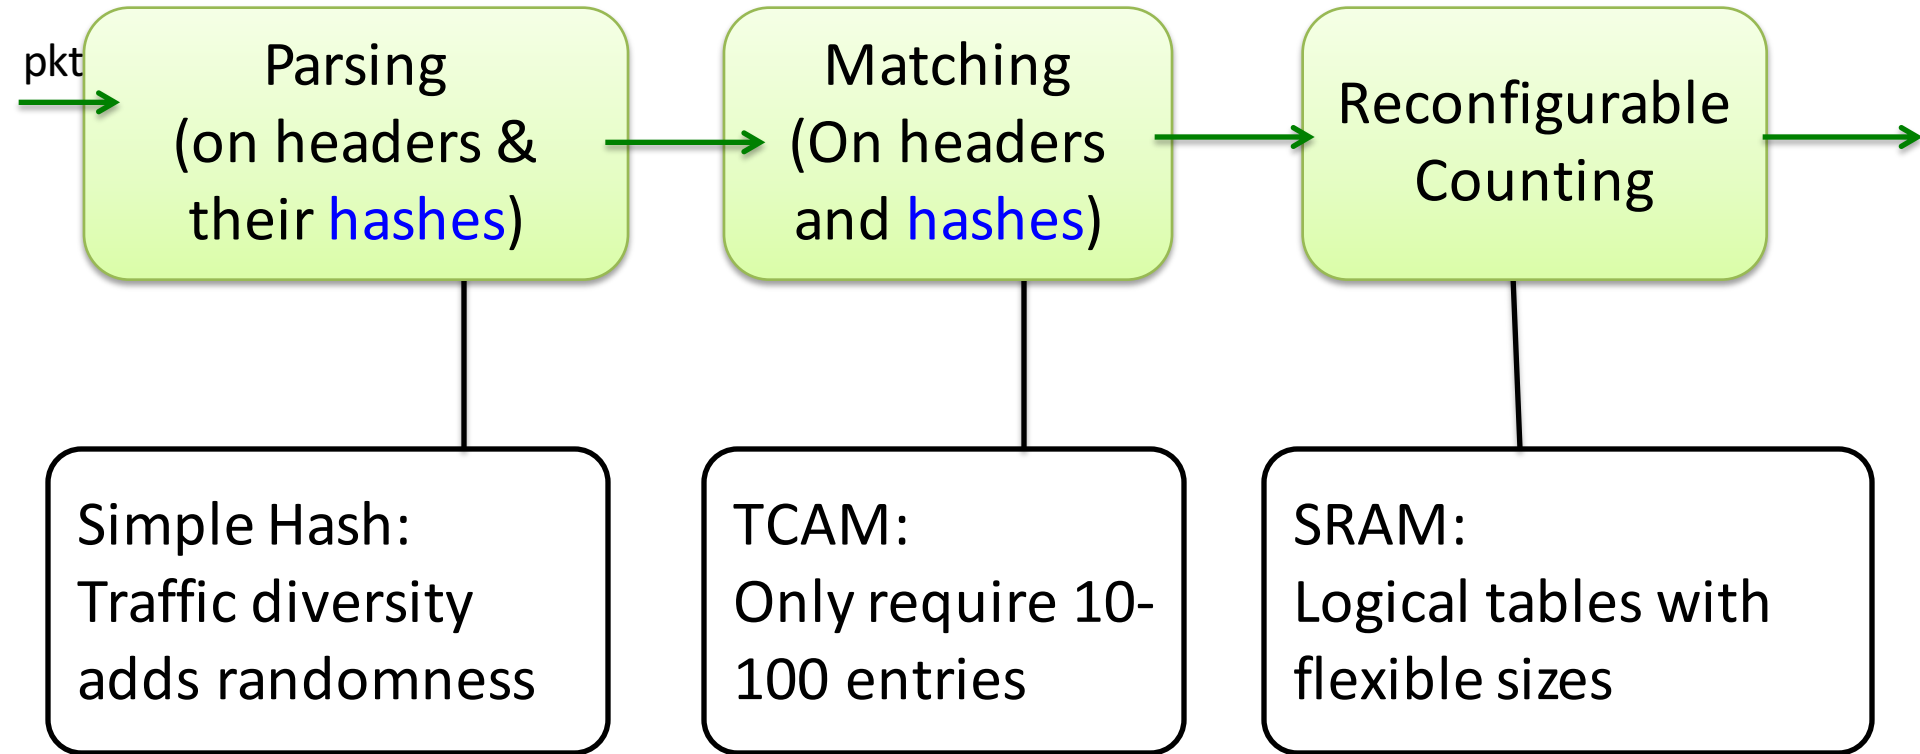 pkt
Parsing
(on headers &
their hashes)
Matching
(On headers
and hashes)
Reconfigurable
Counting
Simple Hash:
Traffic diversity
adds randomness
TCAM:
Only require 10-
100 entries
SRAM:
Logical tables with
flexible sizes